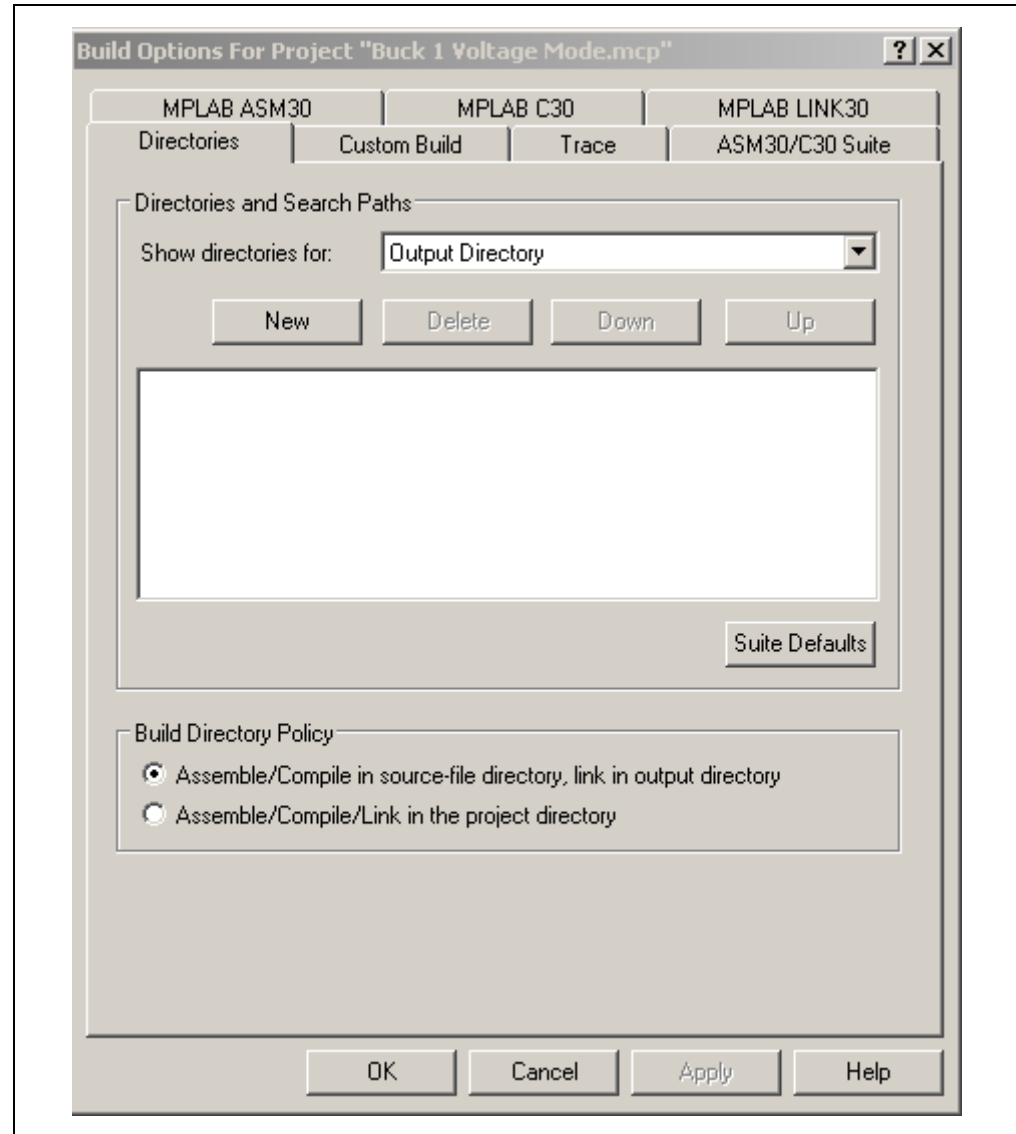 Build Options For Project "Buck 1 Voltage Mode.mcp"
MPLAB ASM30
MPLAB C30
MPLAB LINK30
Directories
Custom Build
Trace
ASM30/C30 Suite
Directories and Search Paths
Show directories for:
Output Directory
New
Delete
Down
Up
Suite Defaults
Build Directory Policy
Assemble/Compile in source-file directory, link in output directory
Assemble/Compile/Link in the project directory
OK
Cancel
Apply
Help